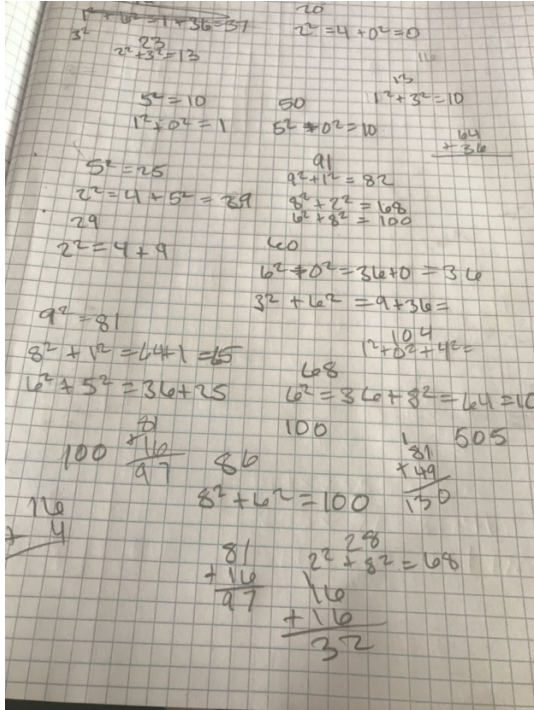 1² + 6² = 1 + 36 = 37
20
3²
2² = 4 + 0² = 0
23
2² + 3² = 13
13
5² = 10
50
1² + 3² = 10
1² + 0² = 1
5² + 0² = 10
64
+ 36
91
5² = 25
9² + 1² = 82
2² = 4 + 5² = 29
8² + 2² = 68
6² + 8² = 100
29
60
2² = 4 + 9
6² + 0² = 36 + 0 = 36
3² + 6² = 9 + 36 =
9² = 81
104
1² + 0² + 4² =
8² + 1² = 64 + 1 = 65
68
6² + 5² = 36 + 25
6² = 36 + 8² = 64 = 10
100
505
81
+ 16
97
100
86
1
81
+ 49
130
8² + 6² = 100
16
+ 4
28
2² + 8² = 68
81
+ 16
97
16
+ 16
32